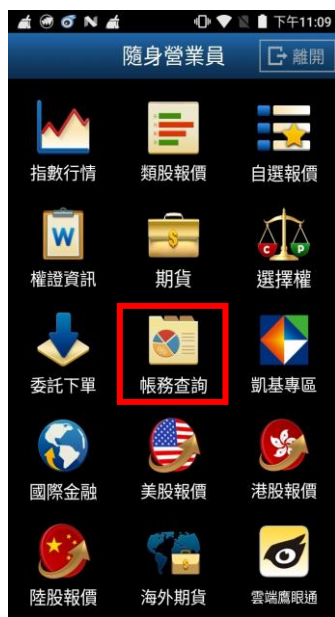 下午11:09
隨身營業員
離開
指數行情 類股報價 自選報價
W
$
C P
權證資訊 期貨 選擇權
委託下單 帳務查詢 凱基專區
國際金融 美股報價 港股報價
陸股報價 海外期貨 雲端鷹眼通